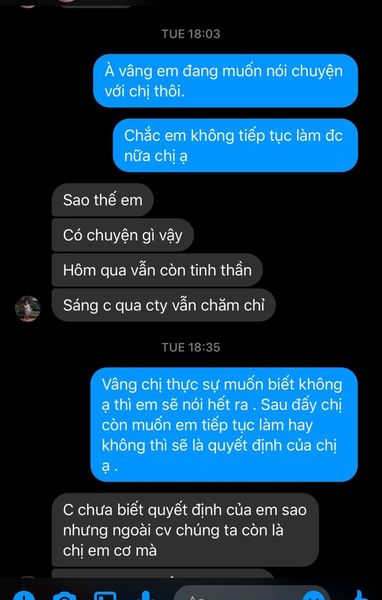 TUE 18:03
À vâng em đang muốn nói chuyện
với chị thôi.
Chắc em không tiếp tục làm đc
nữa chị ạ
Sao thế em
Có chuyện gì vậy
Hôm qua vẫn còn tinh thần
Sáng c qua cty vẫn chăm chỉ
TUE 18:35
Vâng chị thực sự muốn biết không
ạ thì em sẽ nói hết ra . Sau đấy chị
còn muốn em tiếp tục làm hay
không thì sẽ là quyết định của chị
ạ .
C chưa biết quyết định của em sao
nhưng ngoài cv chúng ta còn là
chị em cơ mà
Aa